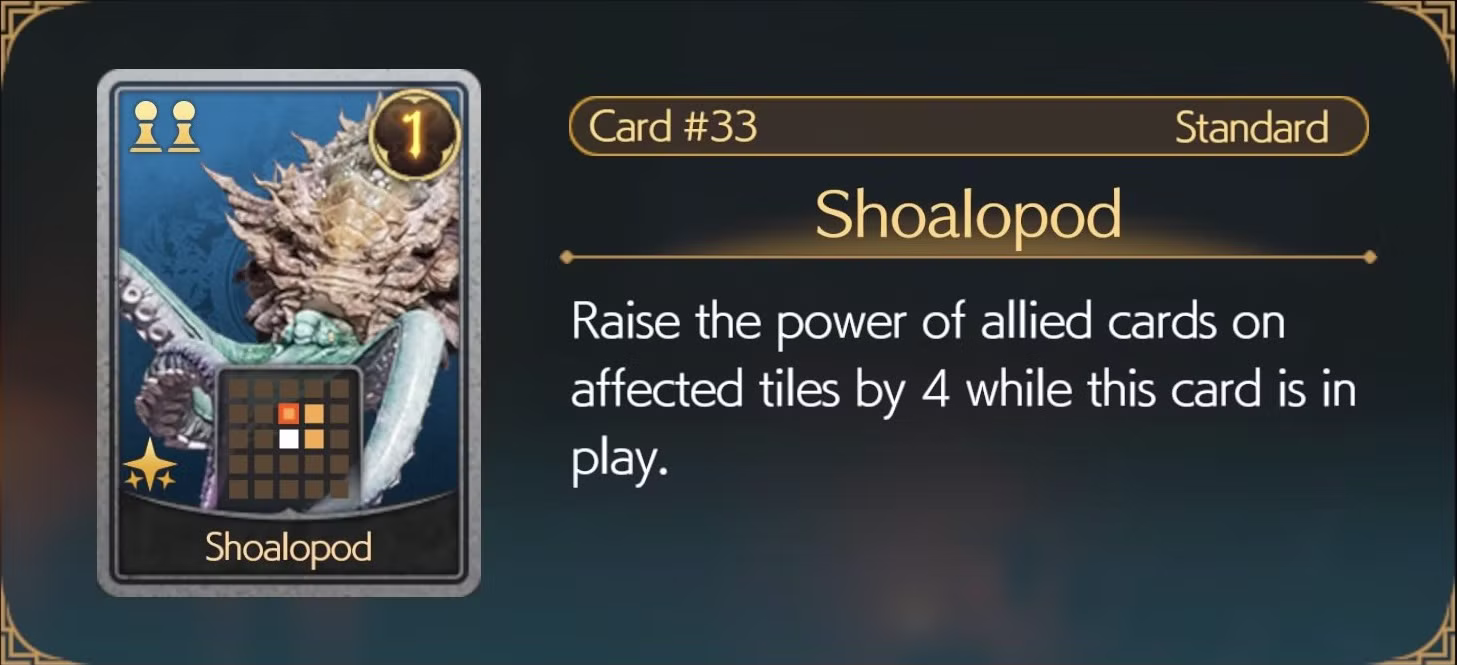 1
Shoalopod
Card #33 Standard
Shoalopod
Raise the power of allied cards on
affected tiles by 4 while this card is in
play.